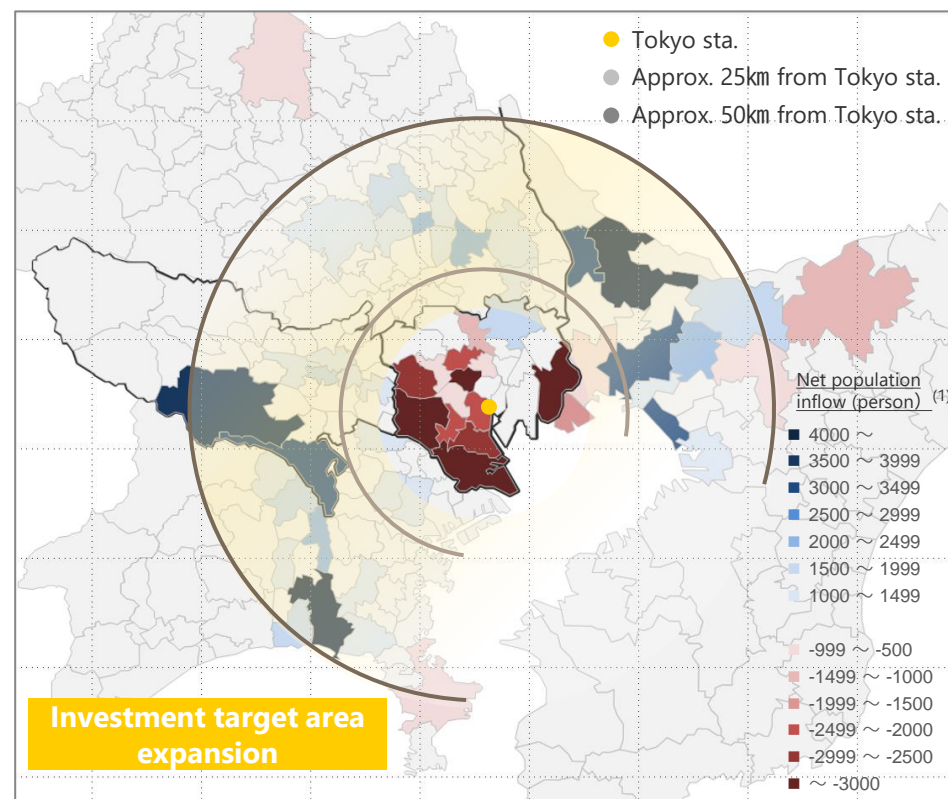 Tokyo sta.
Approx. 25㎞ from Tokyo sta.
Approx. 50㎞ from Tokyo sta.
Net population
inflow (person) (1)
4000 ～
3500 ～ 3999
3000 ～ 3499
2500 ～ 2999
2000 ～ 2499
1500 ～ 1999
1000 ～ 1499
-999 ～ -500
-1499 ～ -1000
-1999 ～ -1500
-2499 ～ -2000
-2999 ～ -2500
～ -3000
Investment target area
expansion